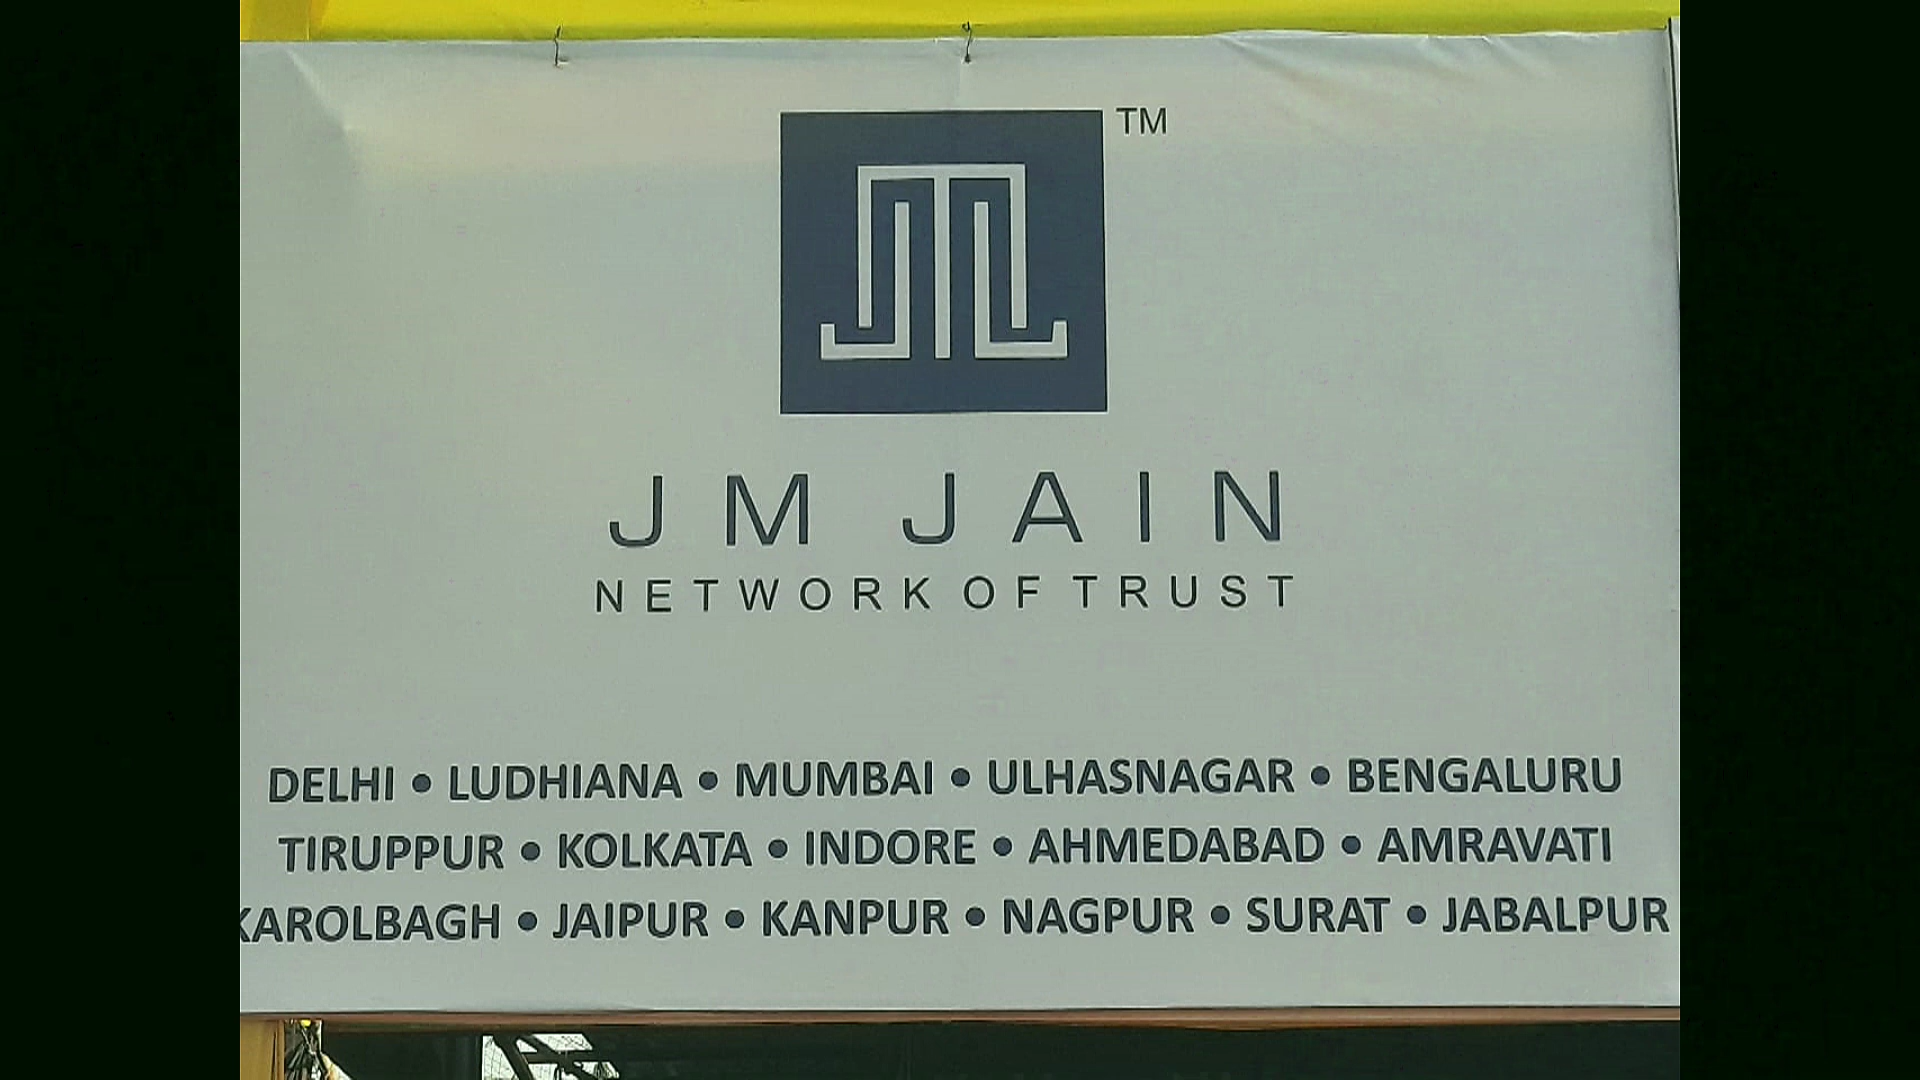 TM
JM JAIN
NETWORK OF TRUST
DELHI • LUDHIANA • MUMBAI • ULHASNAGAR • BENGALURU
TIRUPPUR • KOLKATA • INDORE • AHMEDABAD • AMRAVATI
KAROLBAGH • JAIPUR • KANPUR • NAGPUR • SURAT • JABALPUR